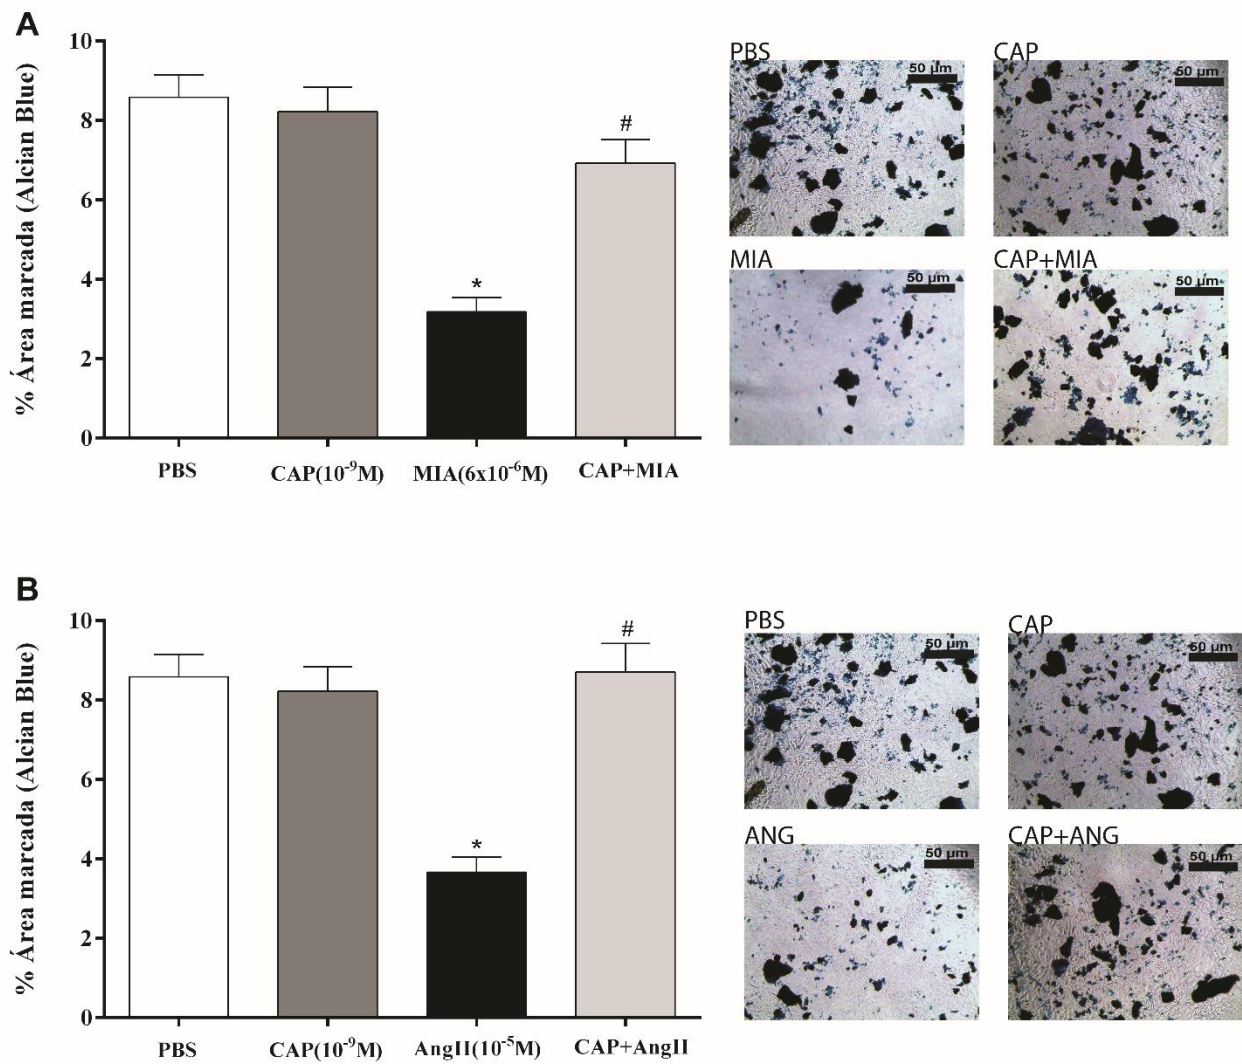 A
% Área marcada (Alcian Blue)
10
8
6
4
2
0
*
#
PBS
CAP(10⁻⁹M)
MIA(6x10⁻⁶M)
CAP+MIA
PBS
50 µm
CAP
50 µm
MIA
50 µm
CAP+MIA
50 µm
B
% Área marcada (Alcian Blue)
10
8
6
4
2
0
*
#
PBS
CAP(10⁻⁹M)
AngII(10⁻⁵M)
CAP+AngII
PBS
50 µm
CAP
50 µm
ANG
50 µm
CAP+ANG
50 µm